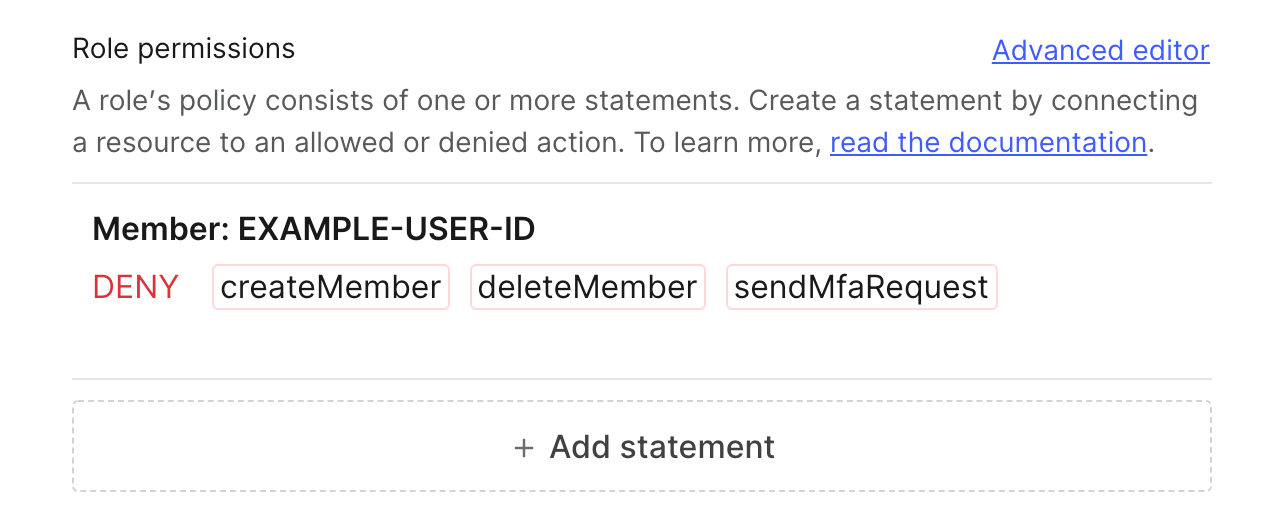 Role permissions
Advanced editor
A role's policy consists of one or more statements. Create a statement by connecting
a resource to an allowed or denied action. To learn more, read the documentation.
Member: EXAMPLE-USER-ID
DENY createMember deleteMember sendMfaRequest
+ Add statement